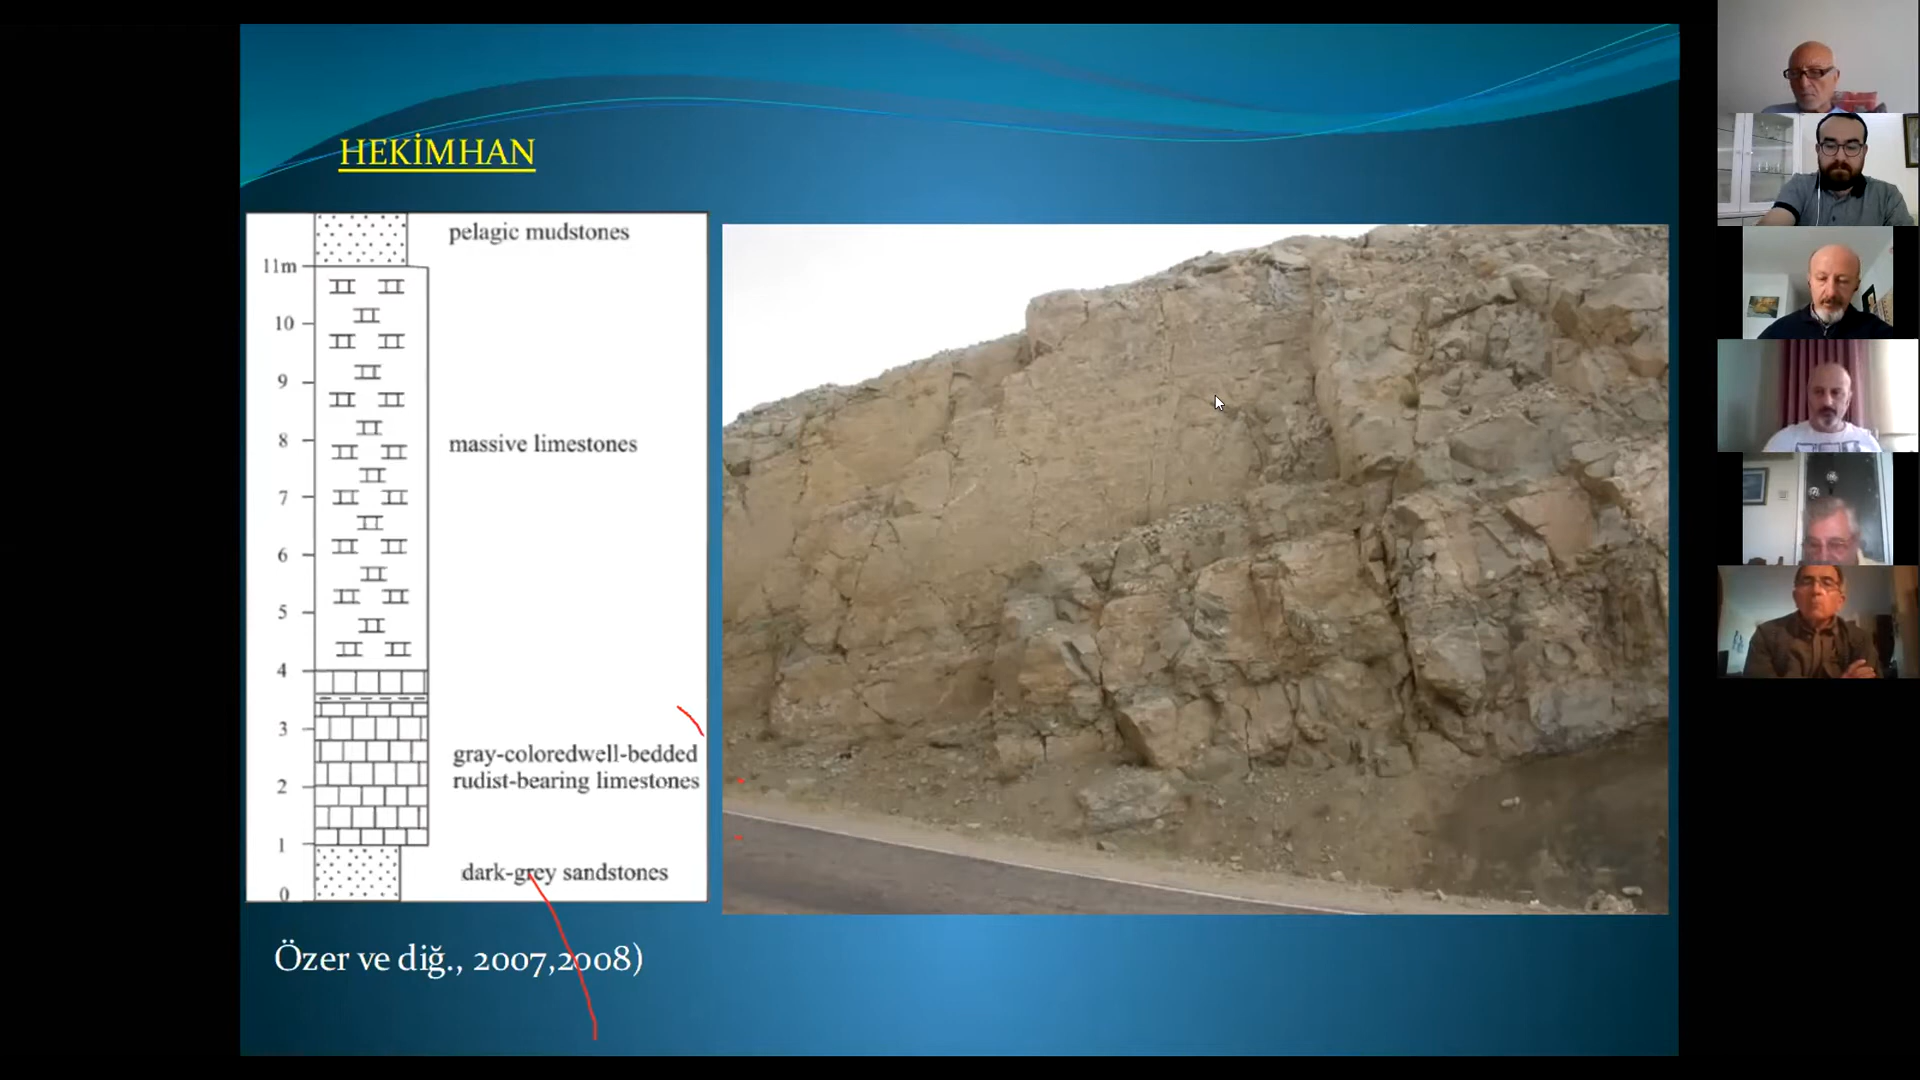 HEKİMHAN
pelagic mudstones
11m
10
9
8
massive limestones
7
6
5
4
3
gray-coloredwell-bedded
rudist-bearing limestones
2
1
dark-grey sandstones
0
Özer ve diğ., 2007,2008)